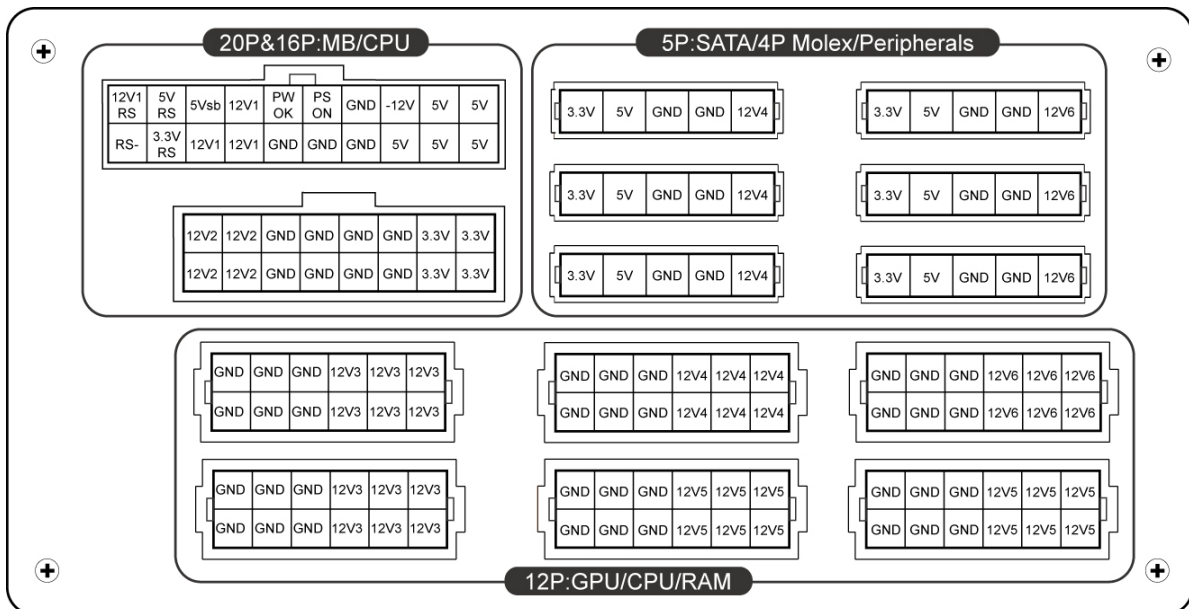 20P&16P:MB/CPU
12V1 RS 5V RS 5Vsb 12V1 PW OK PS ON GND -12V 5V 5V
RS- 3.3V RS 12V1 12V1 GND GND GND 5V 5V 5V
12V2 12V2 GND GND GND GND 3.3V 3.3V
12V2 12V2 GND GND GND GND 3.3V 3.3V
5P:SATA/4P Molex/Peripherals
3.3V 5V GND GND 12V4
3.3V 5V GND GND 12V6
3.3V 5V GND GND 12V4
3.3V 5V GND GND 12V6
3.3V 5V GND GND 12V4
3.3V 5V GND GND 12V6
GND GND GND 12V3 12V3 12V3
GND GND GND 12V3 12V3 12V3
GND GND GND 12V4 12V4 12V4
GND GND GND 12V4 12V4 12V4
GND GND GND 12V6 12V6 12V6
GND GND GND 12V6 12V6 12V6
GND GND GND 12V3 12V3 12V3
GND GND GND 12V3 12V3 12V3
GND GND GND 12V5 12V5 12V5
GND GND GND 12V5 12V5 12V5
GND GND GND 12V5 12V5 12V5
GND GND GND 12V5 12V5 12V5
12P:GPU/CPU/RAM